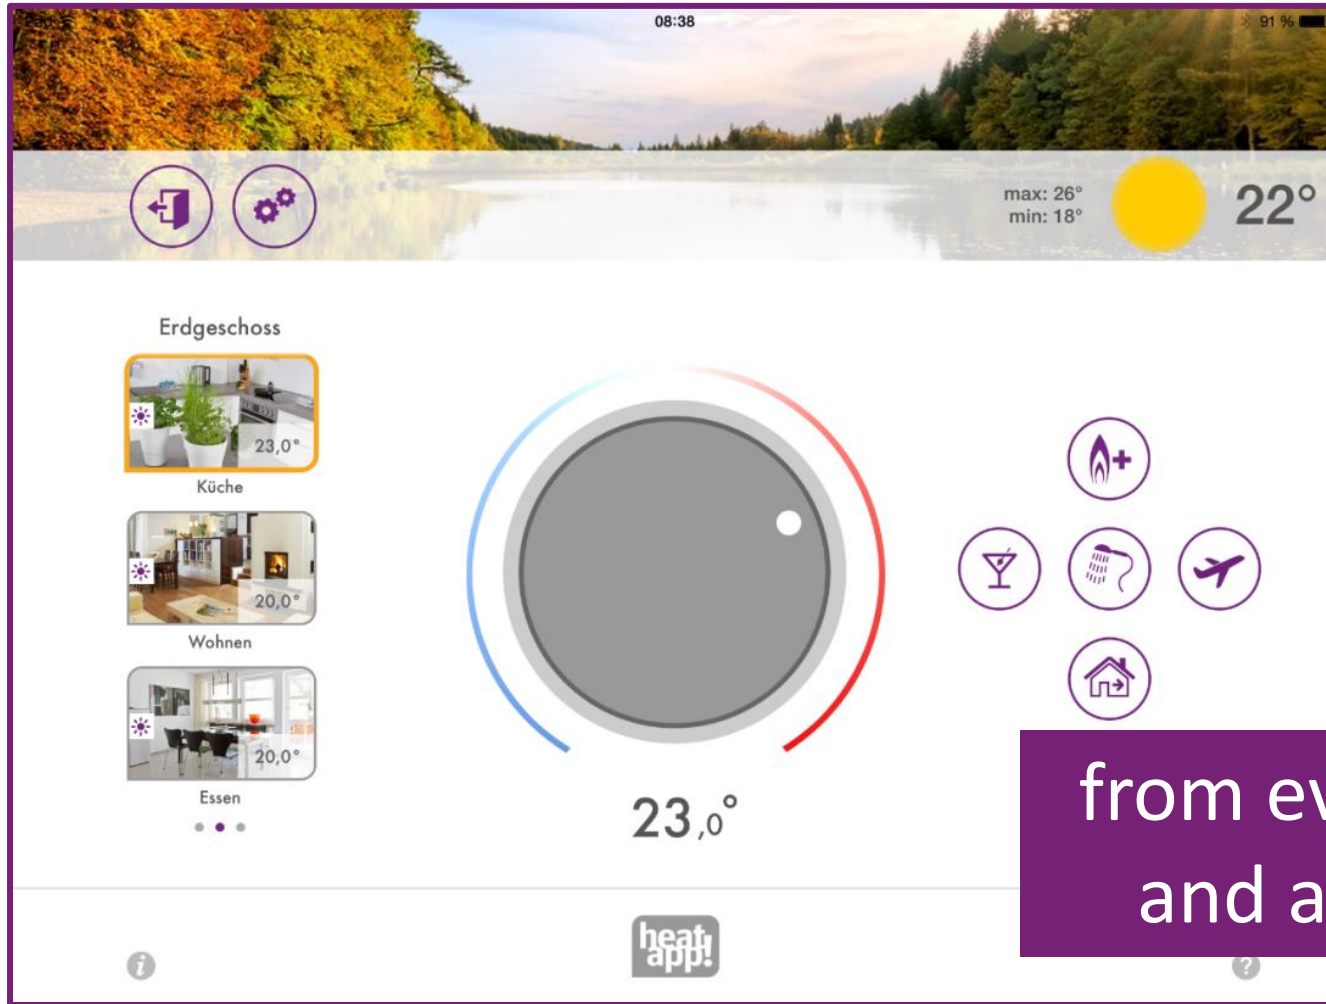 08:38
91 %
max: 26°
min: 18°
22°
Erdgeschoss
23,0°
Küche
20,0°
Wohnen
20,0°
Essen
23,0°
from ev
and a
heat
app!
i
?